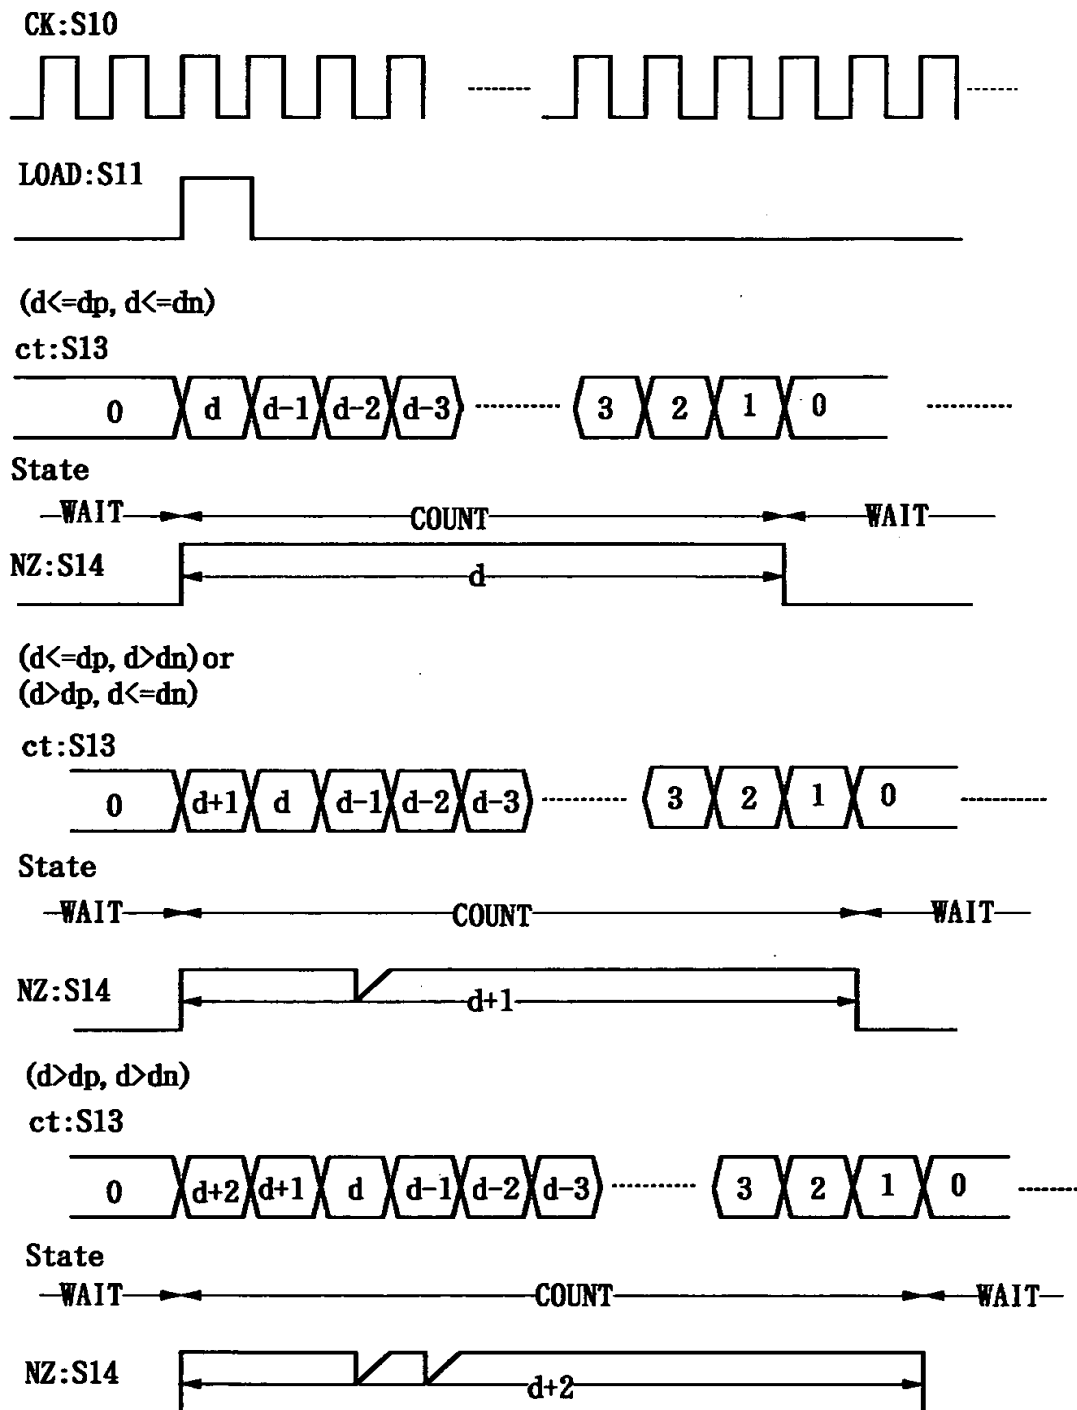 CK:S10
LOAD:S11
(d<=dp, d<=dn)
ct:S13
0 d d-1 d-2 d-3 3 2 1 0
State
WAIT COUNT WAIT
NZ:S14 d
(d<=dp, d>dn)or
(d>dp, d<=dn)
ct:S13
0 d+1 d d-1 d-2 d-3 3 2 1 0
State
WAIT COUNT WAIT
NZ:S14 d+1
(d>dp, d>dn)
ct:S13
0 d+2 d+1 d d-1 d-2 d-3 3 2 1 0
State
WAIT COUNT WAIT
NZ:S14 d+2